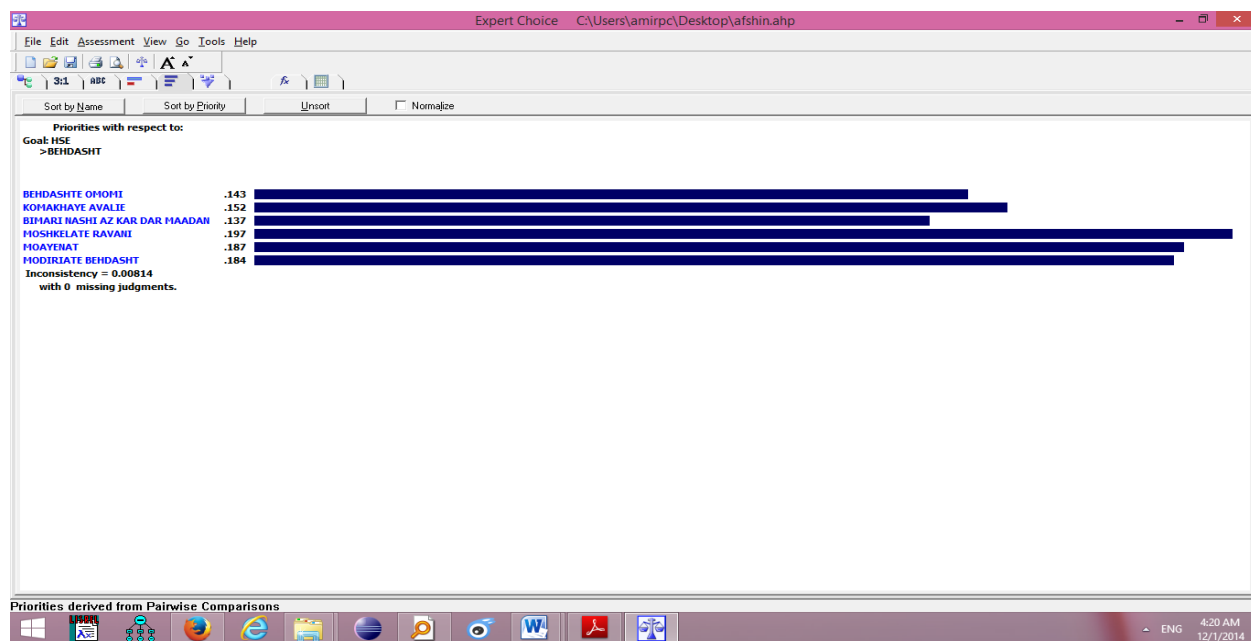 Expert Choice C:\Users\amirpc\Desktop\afshin.ahp
File Edit Assessment View Go Tools Help
A A
3:1 ABC fx
Sort by Name Sort by Priority Unsort Normalize
Priorities with respect to:
Goal: HSE
>BEHDASHT
BEHDASHTE OMOMI .143
KOMAKHAYE AVALIE .152
BIMARI NASHI AZ KAR DAR MAADAN .137
MOSHKELATE RAVANI .197
MOAYENAT .187
MODIRIATE BEHDASHT .184
Inconsistency = 0.00814
with 0 missing judgments.
Priorities derived from Pairwise Comparisons
ENG 4:20 AM
12/1/2014